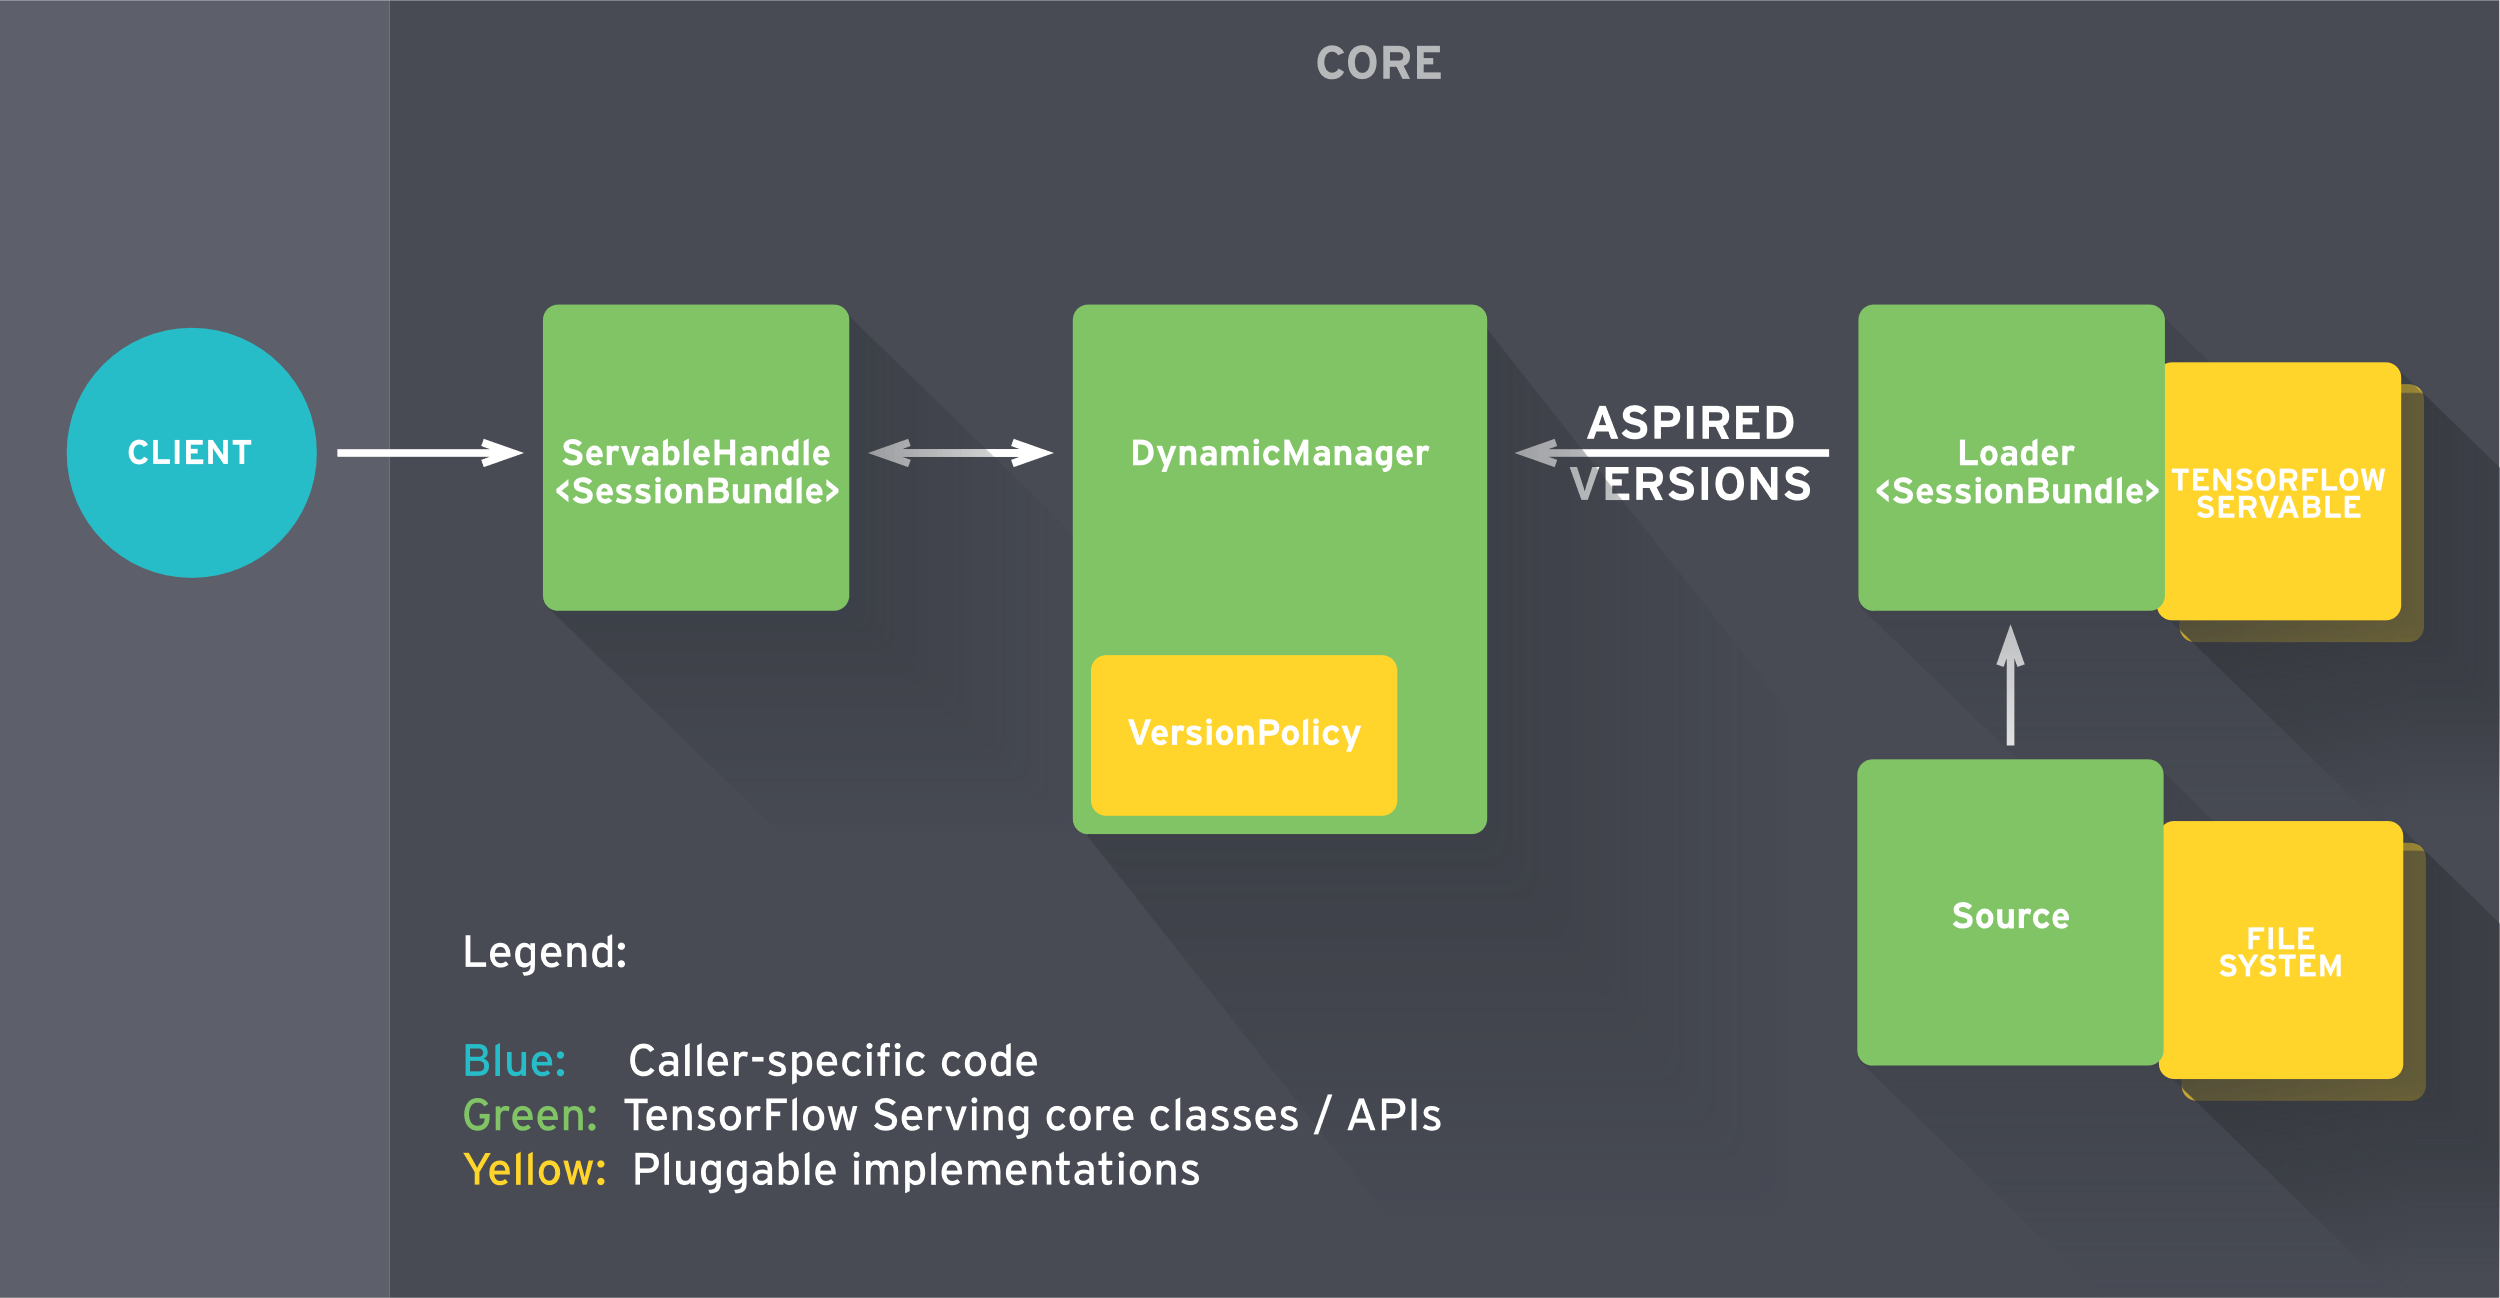 CORE
CLIENT
ServableHandle
<SessionBundle>
DynamicManager
VersionPolicy
ASPIRED
VERSIONS
Loader
<SessionBundle>
TENSORFLOW
SERVABLE
Source
FILE
SYSTEM
Legend:
Blue: Caller-specific code
Green: TensorFlow Serving core classes / APIs
Yellow: Pluggable implementations